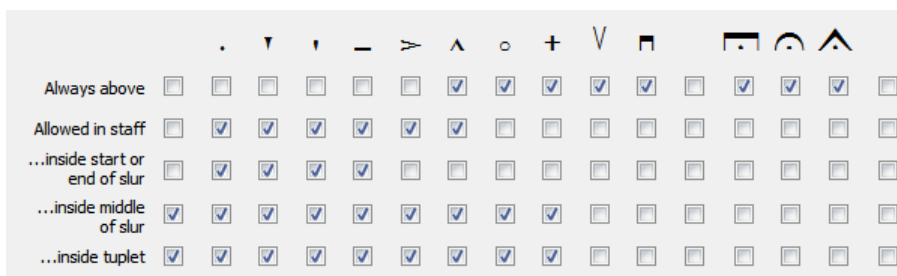 Always above
Allowed in staff
...inside start or
end of slur
...inside middle
of slur
...inside tuplet